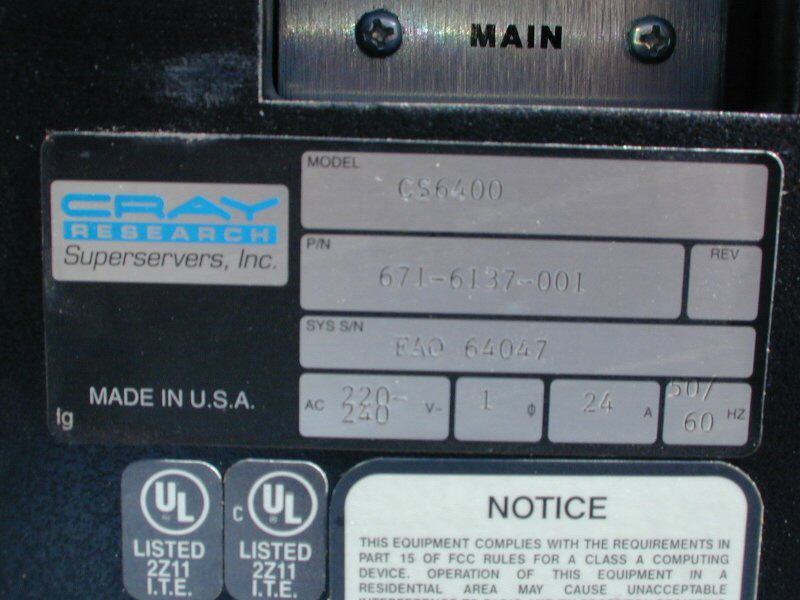 MAIN
MODEL
CS6400
CRAY
RESEARCH
Superservers, Inc.
P/N
671-6137-001
REV
SYS S/N
EAO 64047
MADE IN U.S.A.
lg
AC 220-
240 V~
1 ϕ
24 A
50/
60 HZ
UL
LISTED
2Z11
I.T.E.
C UL
LISTED
2Z11
I.T.E.
NOTICE
THIS EQUIPMENT COMPLIES WITH THE REQUIREMENTS IN
PART 15 OF FCC RULES FOR A CLASS A COMPUTING
DEVICE. OPERATION OF THIS EQUIPMENT IN A
RESIDENTIAL AREA MAY CAUSE UNACCEPTABLE